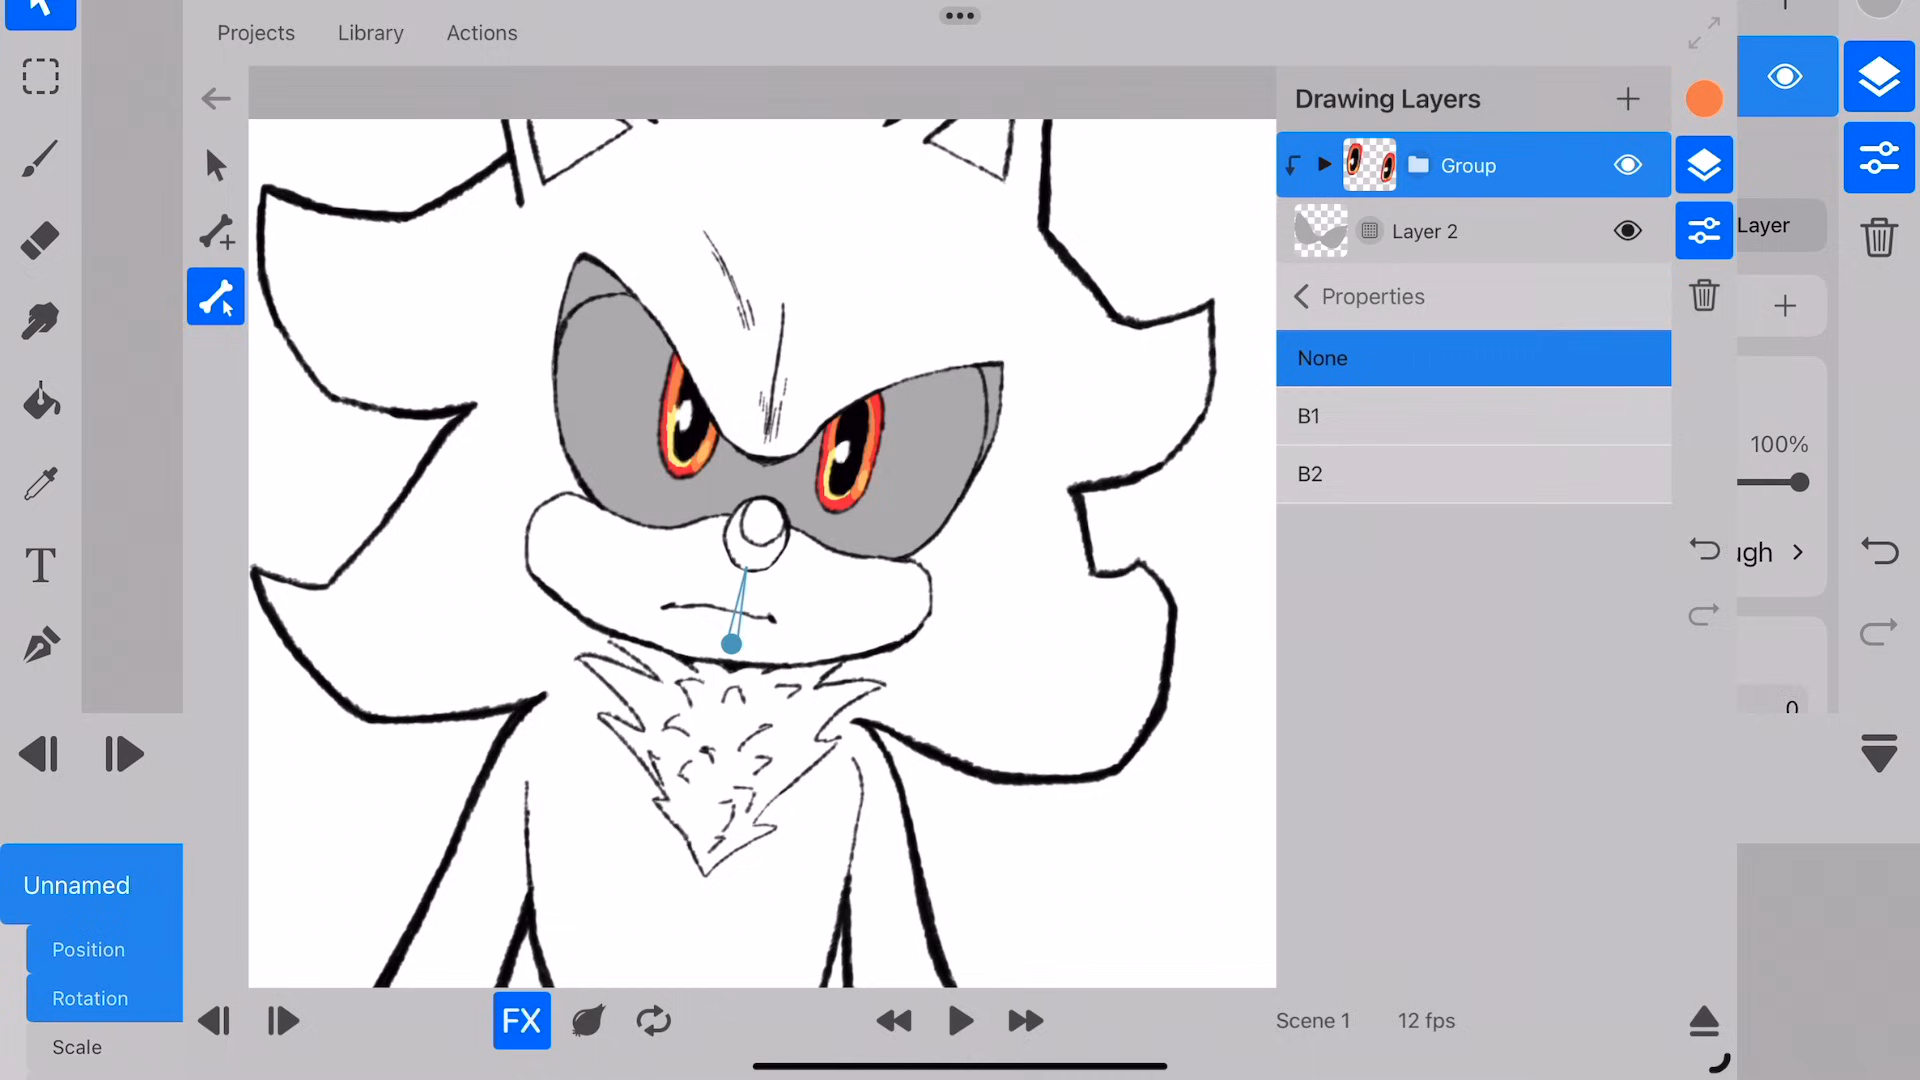 Projects
Library
Actions
Drawing Layers
Group
Layer 2
Layer
Properties
None
B1
100%
B2
T
ugh
0
Unnamed
Position
Rotation
Scale
FX
Scene 1
12 fps